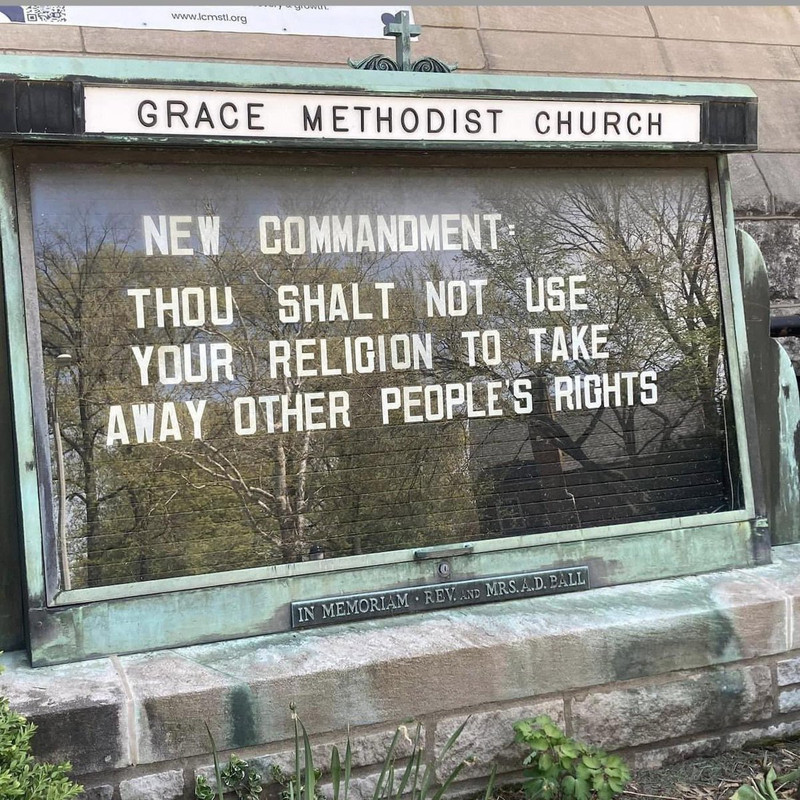 www.lcmstl.org
GRACE METHODIST CHURCH
NEW COMMANDMENT:
THOU SHALT NOT USE
YOUR RELIGION TO TAKE
AWAY OTHER PEOPLE'S RIGHTS
IN MEMORIAM · REV. AND MRS. A.D. BALL